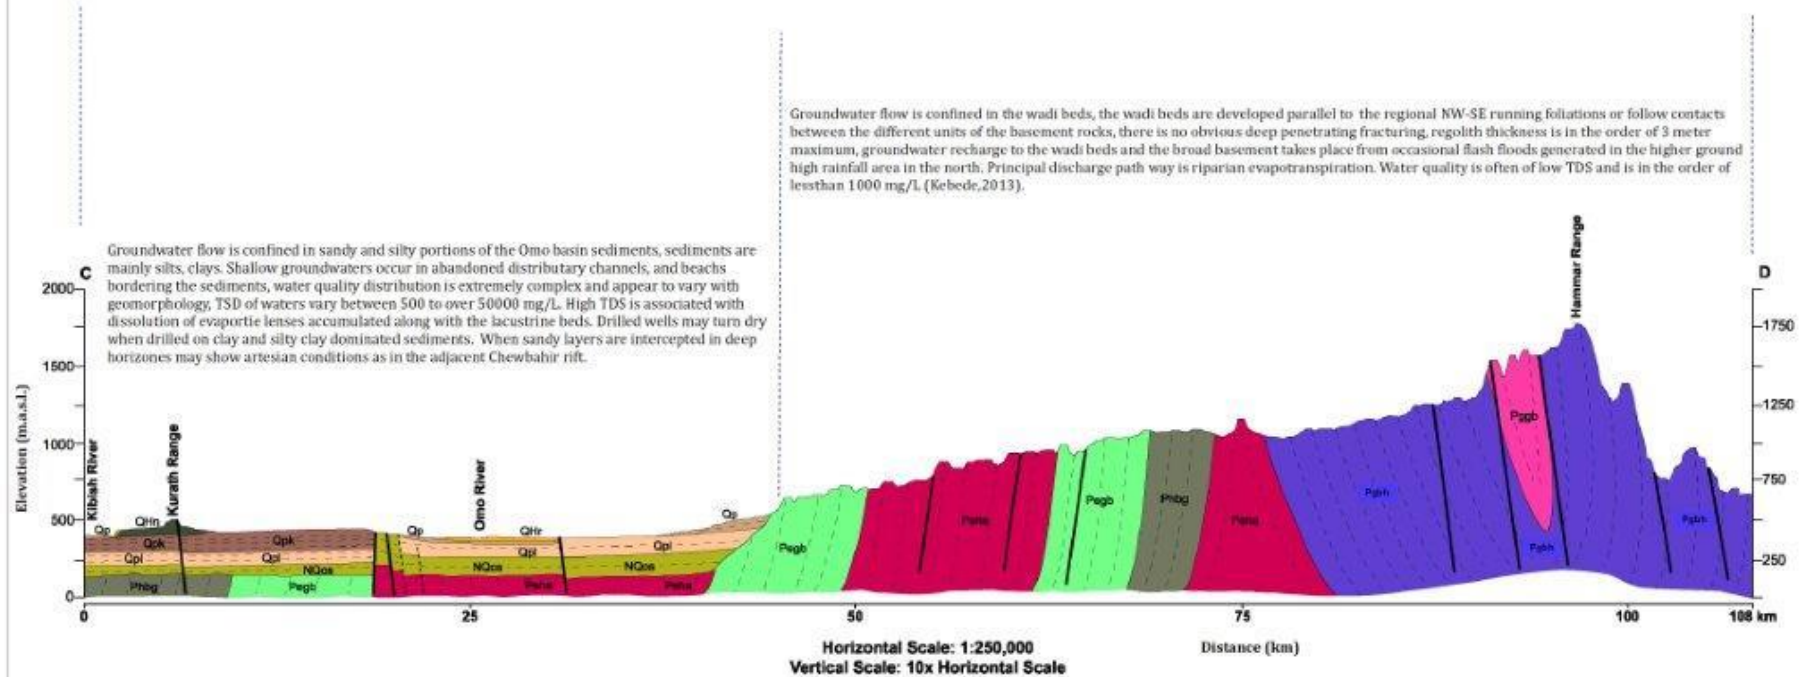 Groundwater flow is confined in the wadi beds, the wadi beds are developed parallel to the regional NW-SE running foliations or follow contacts
between the different units of the basement rocks, there is no obvious deep penetrating fracturing, regolith thickness is in the order of 3 meter
maximum, groundwater recharge to the wadi beds and the broad basement takes place from occasional flash floods generated in the higher ground
high rainfall area in the north. Principal discharge path way is riparian evapotranspiration. Water quality is often of low TDS and is in the order of
lessthan 1000 mg/L (Kebede,2013).
Groundwater flow is confined in sandy and silty portions of the Omo basin sediments, sediments are
mainly silts, clays. Shallow groundwaters occur in abandoned distributary channels, and beachs
bordering the sediments, water quality distribution is extremely complex and appear to vary with
geomorphology, TSD of waters vary between 500 to over 50000 mg/L. High TDS is associated with
dissolution of evaportie lenses accumulated along with the lacustrine beds. Drilled wells may turn dry
when drilled on clay and silty clay dominated sediments. When sandy layers are intercepted in deep
horizones may show artesian conditions as in the adjacent Chewbahir rift.
C
D
2000
1500
1000
500
0
Elevation (m.a.s.l.)
1750
1250
750
250
Kibish River
Kurath Range
Omo River
Hammar Range
Qp
QHn
Qpk
Qpk
Qpl
Qpl
NQos
Phbg
Pegb
Qp
QHr
Qp
Qpl
Qpl
NQos
NQos
Pegb
Pegb
Phbg
Pgbh
Pggb
Pgbh
Pgbh
0
25
50
75
100
108 km
Horizontal Scale: 1:250,000
Vertical Scale: 10x Horizontal Scale
Distance (km)